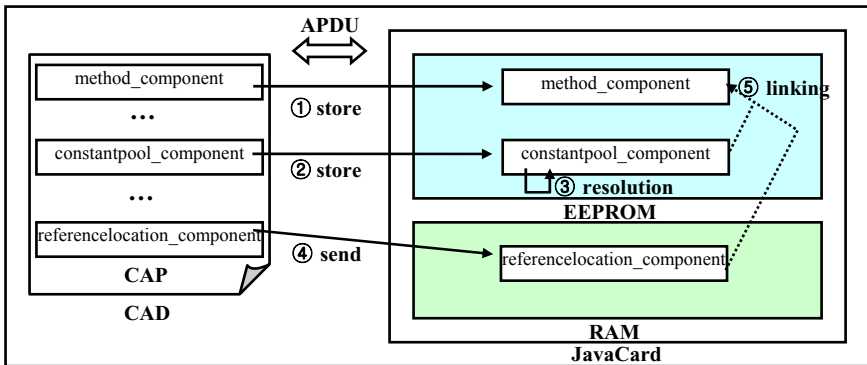 APDU
method_component
① store
...
constantpool_component
② store
...
referencelocation_component
④ send
CAP
CAD
method_component
⑤ linking
constantpool_component
③ resolution
EEPROM
referencelocation_component
RAM
JavaCard